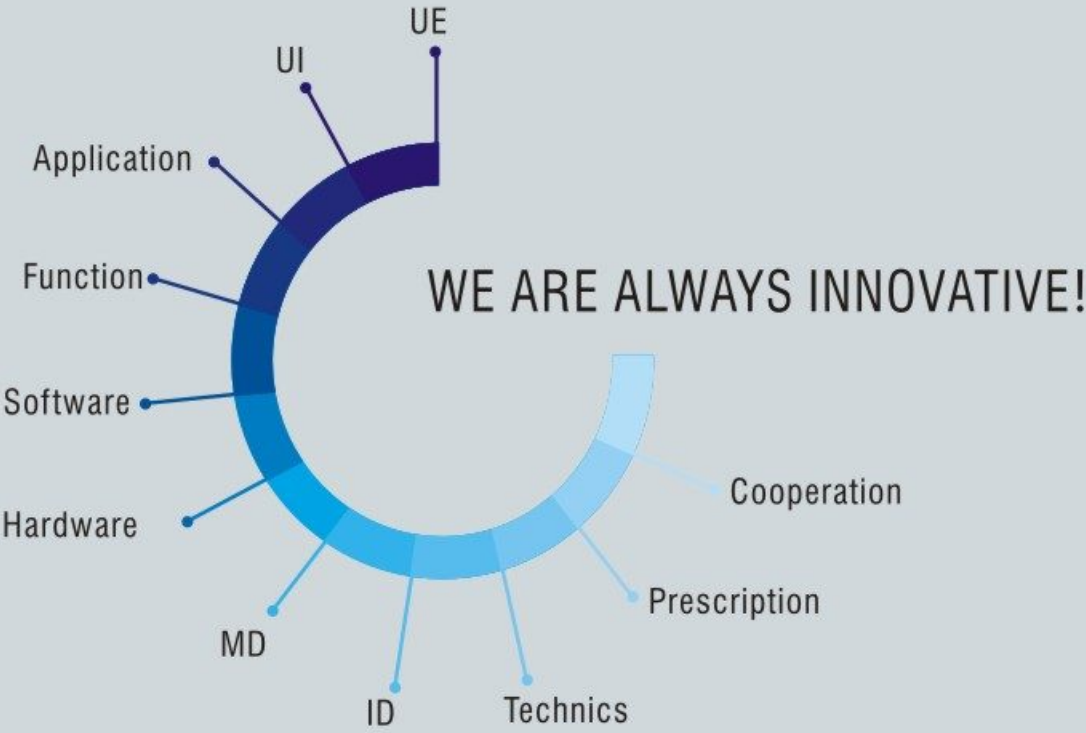 UE
UI
Application
Function
WE ARE ALWAYS INNOVATIVE!
Software
Hardware
Cooperation
Prescription
MD
ID
Technics